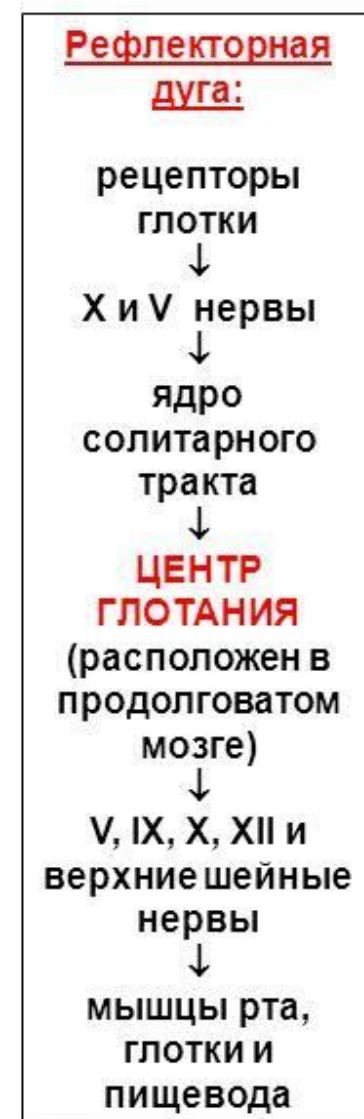 Рефлекторная
дуга:
рецепторы
глотки
↓
X и V нервы
↓
ядро
солитарного
тракта
↓
ЦЕНТР
ГЛОТАНИЯ
(расположен в
продолговатом
мозге)
↓
V, IX, X, XII и
верхние шейные
нервы
↓
мышцы рта,
глотки и
пищевода